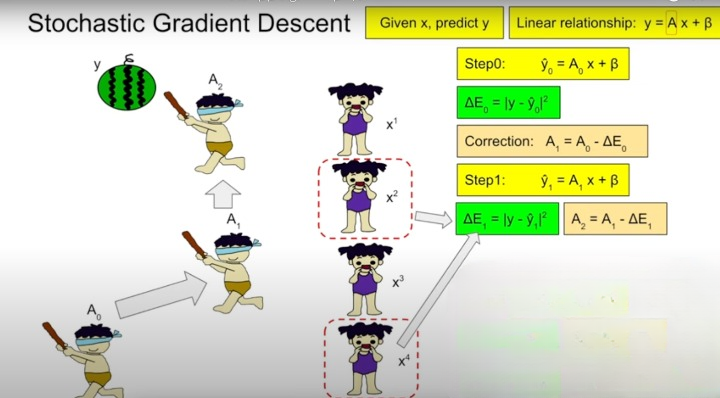 Stochastic Gradient Descent
Given x, predict y
Linear relationship: y = A x + β
y
A₂
x¹
Step0: ŷ₀ = A₀ x + β
ΔE₀ = |y - ŷ₀|²
Correction: A₁ = A₀ - ΔE₀
x²
Step1: ŷ₁ = A₁ x + β
A₁
ΔE₁ = |y - ŷ₁|²
A₂ = A₁ - ΔE₁
x³
A₀
x⁴